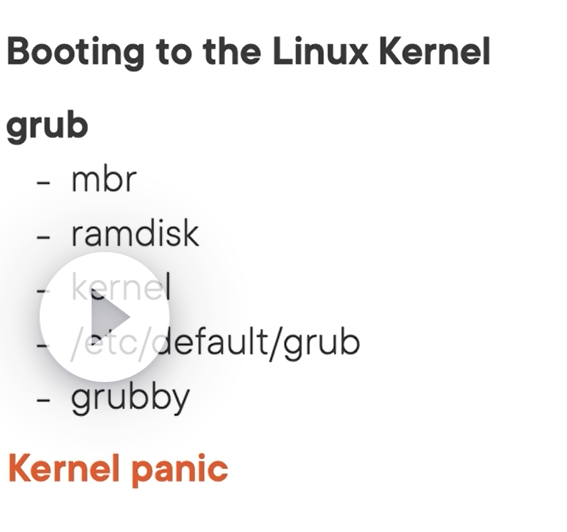 Booting to the Linux Kernel
grub
– mbr
– ramdisk
– kernel
– /etc/default/grub
– grubby
Kernel panic